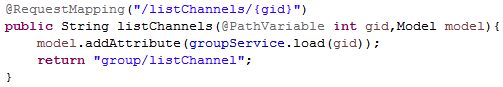 @RequestMapping("/listChannels/{gid}")
public String listChannels(@PathVariable int gid,Model model){
    model.addAttribute(groupService.load(gid));
    return "group/listChannel";
}